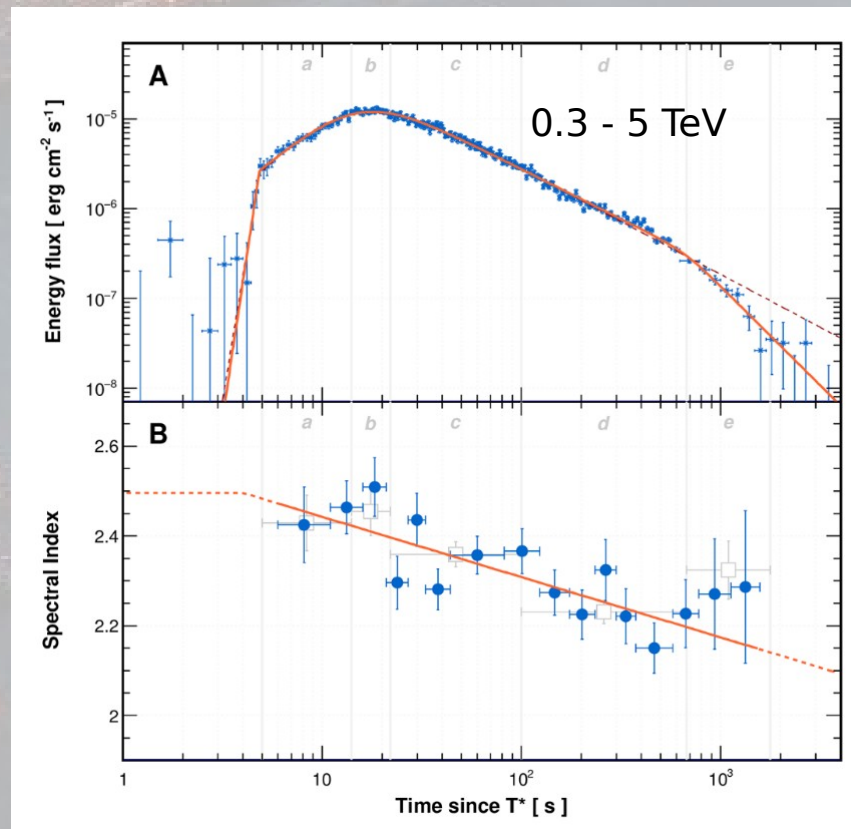 A
a b c d e
0.3 - 5 TeV
Energy flux [ erg cm⁻² s⁻¹ ]
10⁻⁵
10⁻⁶
10⁻⁷
10⁻⁸
B
a b c d e
Spectral Index
2.6
2.4
2.2
2
1 10 10² 10³
Time since T* [ s ]